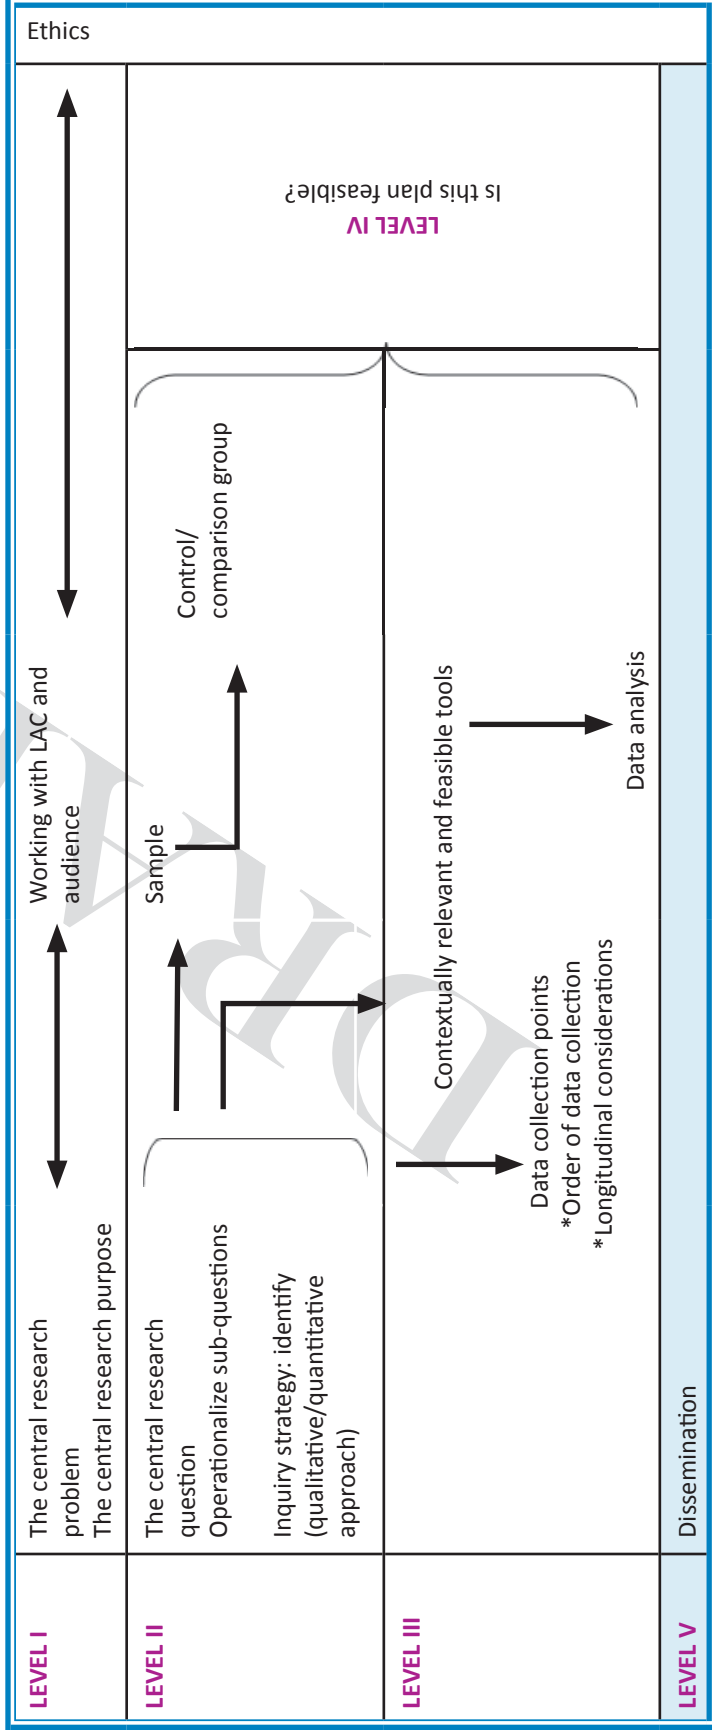 LEVEL I
The central research
problem
The central research purpose
Working with LAC and
audience
Ethics
LEVEL II
The central research
question
Operationalize sub-questions
Inquiry strategy: identify
(qualitative/quantitative
approach)
Sample
Control/
comparison group
LEVEL III
Data collection points
*Order of data collection
*Longitudinal considerations
Contextually relevant and feasible tools
Data analysis
LEVEL IV
Is this plan feasible?
LEVEL V
Dissemination
DRA